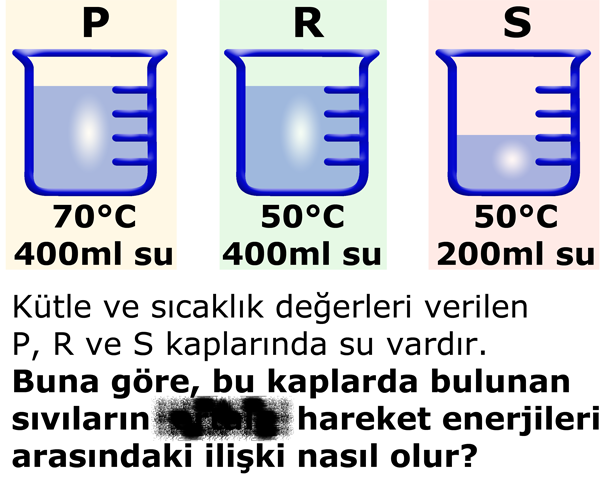 P R S
70°C 50°C 50°C
400ml su 400ml su 200ml su
Kütle ve sıcaklık değerleri verilen
P, R ve S kaplarında su vardır.
Buna göre, bu kaplarda bulunan
sıvıların hareket enerjileri
arasındaki ilişki nasıl olur?